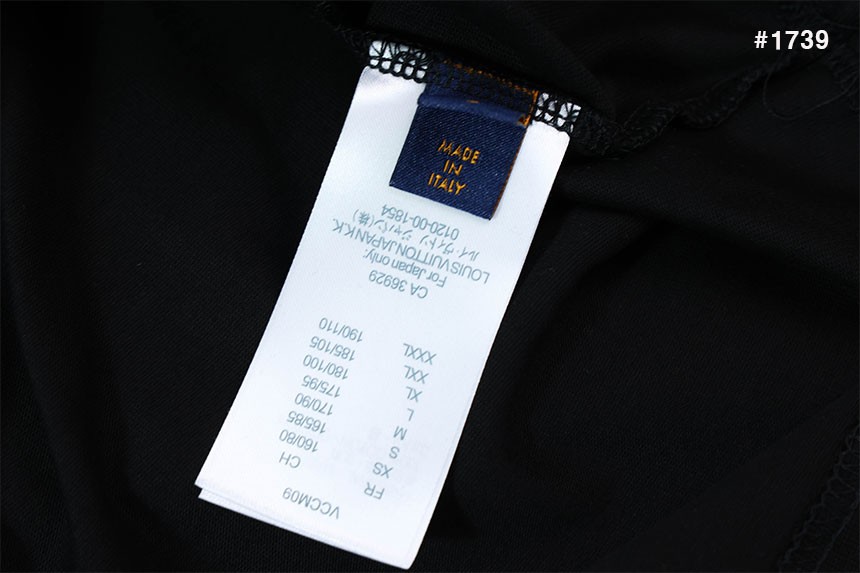 #1739
MADE
IN
ITALY
VCCM09
FR CH
XS 160/80
S 165/85
M 170/90
L 175/95
XL 180/100
XXL 185/105
XXXL 190/110
CA 36929
For Japan only:
LOUIS VUITTON JAPAN K.K.
ルイ・ヴィトン ジャパン(株)
0120-00-1854